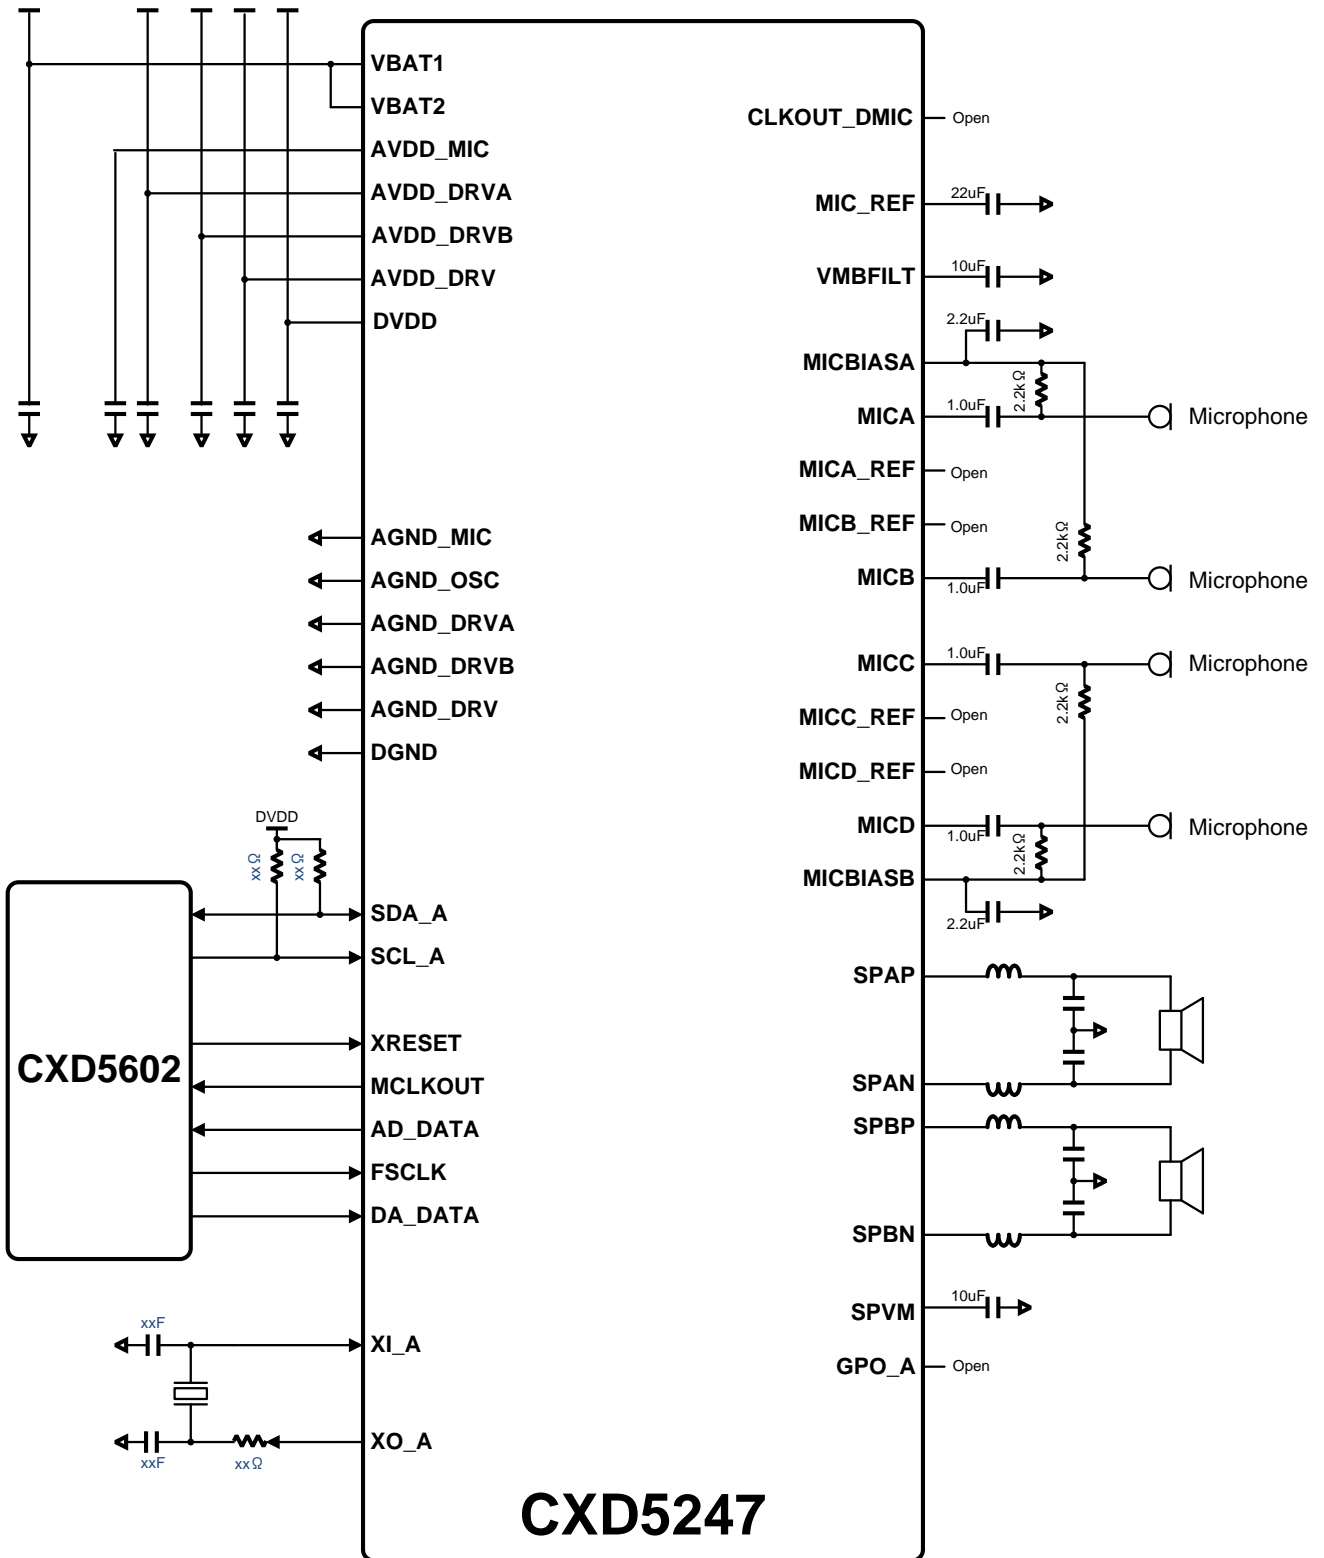 VBAT1
VBAT2
AVDD_MIC
AVDD_DRVA
AVDD_DRVB
AVDD_DRV
DVDD
AGND_MIC
AGND_OSC
AGND_DRVA
AGND_DRVB
AGND_DRV
DGND
DVDD
xxΩ
xxΩ
SDA_A
SCL_A
CXD5602
XRESET
MCLKOUT
AD_DATA
FSCLK
DA_DATA
xxF
XI_A
XO_A
xxF
xxΩ
CLKOUT_DMIC
Open
MIC_REF
22uF
VMBFILT
10uF
2.2uF
MICBIASA
2.2kΩ
MICA
1.0uF
Microphone
MICA_REF
Open
MICB_REF
Open
2.2kΩ
MICB
1.0uF
Microphone
MICC
1.0uF
Microphone
2.2kΩ
MICC_REF
Open
MICD_REF
Open
MICD
1.0uF
Microphone
2.2kΩ
MICBIASB
2.2uF
SPAP
SPAN
SPBP
SPBN
SPVM
10uF
GPO_A
Open
CXD5247